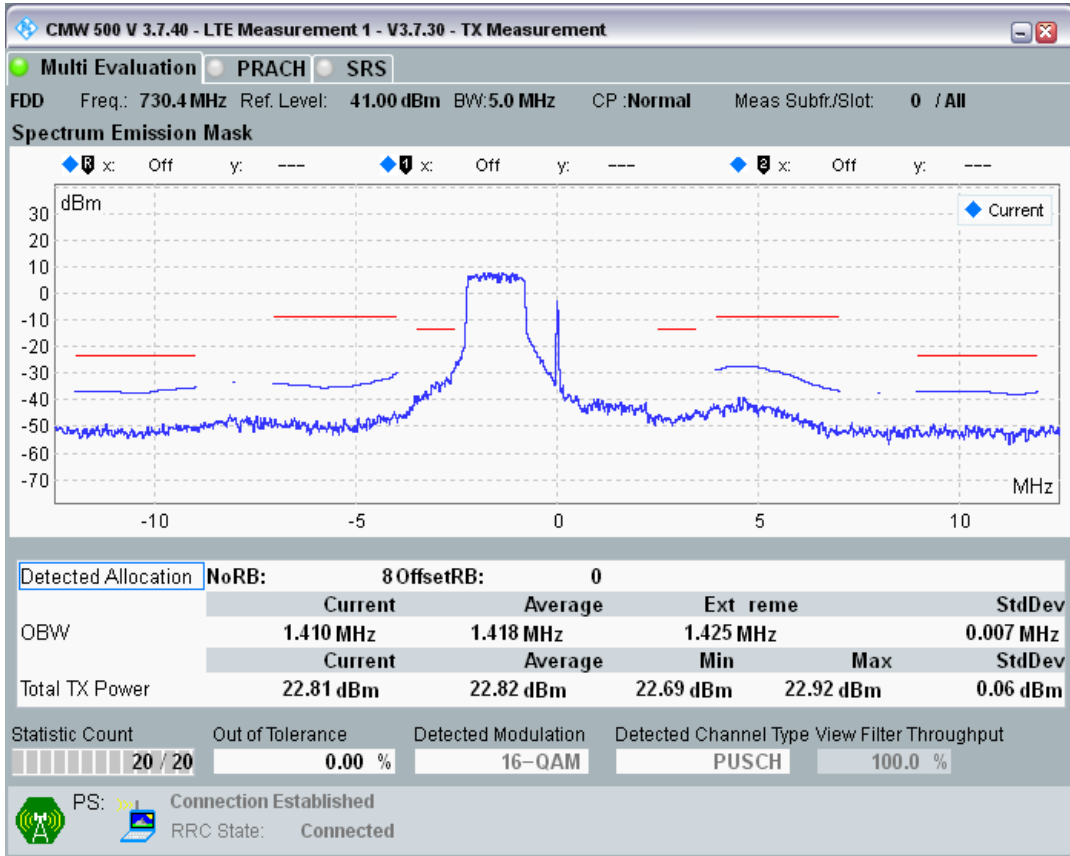 CMW 500 V 3.7.40 - LTE Measurement 1 - V3.7.30 - TX Measurement
Multi Evaluation PRACH SRS
FDD Freq.: 730.4 MHz Ref. Level: 41.00 dBm BW: 5.0 MHz CP :Normal Meas Subfr./Slot: 0 / All
Spectrum Emission Mask
R x: Off y: --- 1 x: Off y: --- 2 x: Off y: ---
dBm
Current
30
20
10
0
-10
-20
-30
-40
-50
-60
-70
MHz
-10 -5 0 5 10
Detected Allocation NoRB: 8 OffsetRB: 0
Current Average Ext reme StdDev
OBW 1.410 MHz 1.418 MHz 1.425 MHz 0.007 MHz
Current Average Min Max StdDev
Total TX Power 22.81 dBm 22.82 dBm 22.69 dBm 22.92 dBm 0.06 dBm
Statistic Count Out of Tolerance Detected Modulation Detected Channel Type View Filter Throughput
20 / 20 0.00 % 16-QAM PUSCH 100.0 %
PS: Connection Established
RRC State: Connected